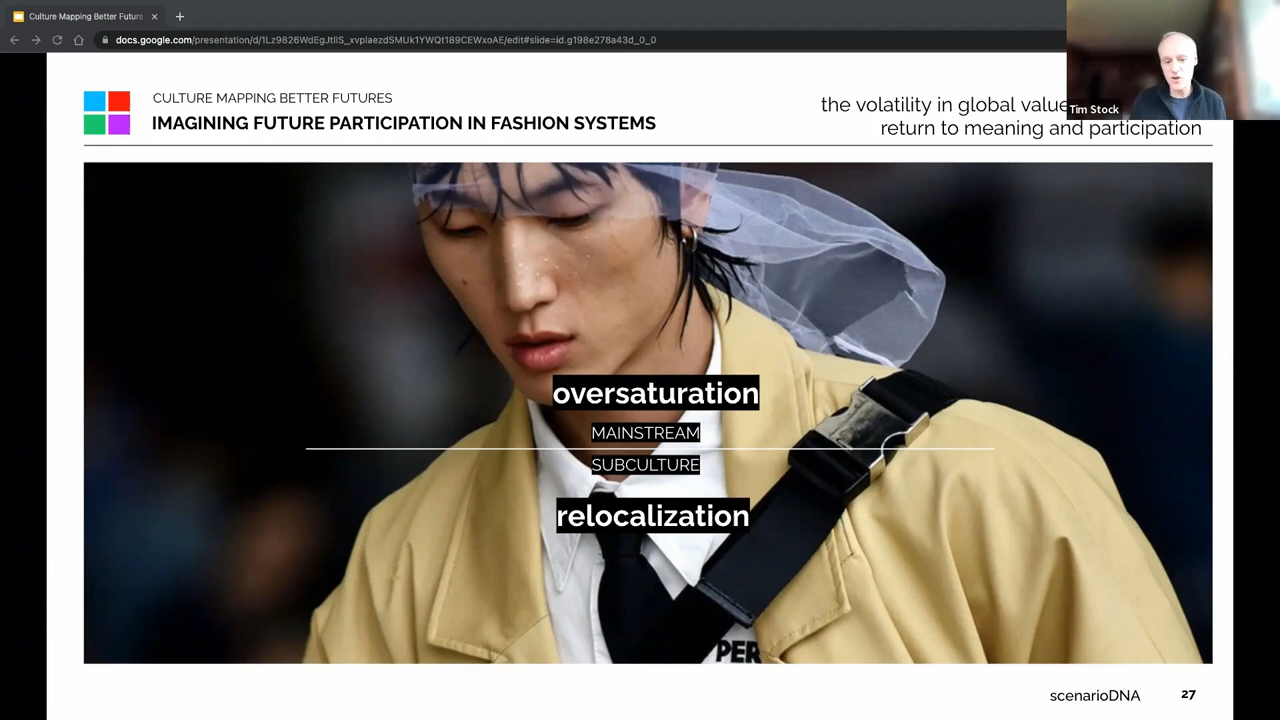 Culture Mapping Better Future
docs.google.com/presentation/d/1Lz9826WdEgJtIIS_xvplaezdSMUk1YWQt189CEWxoAE/edit#slide=id.g198e278a43d_0_0
Tim Stock
CULTURE MAPPING BETTER FUTURES
IMAGINING FUTURE PARTICIPATION IN FASHION SYSTEMS
the volatility in global value
return to meaning and participation
oversaturation
MAINSTREAM
SUBCULTURE
relocalization
PER
scenarioDNA
27